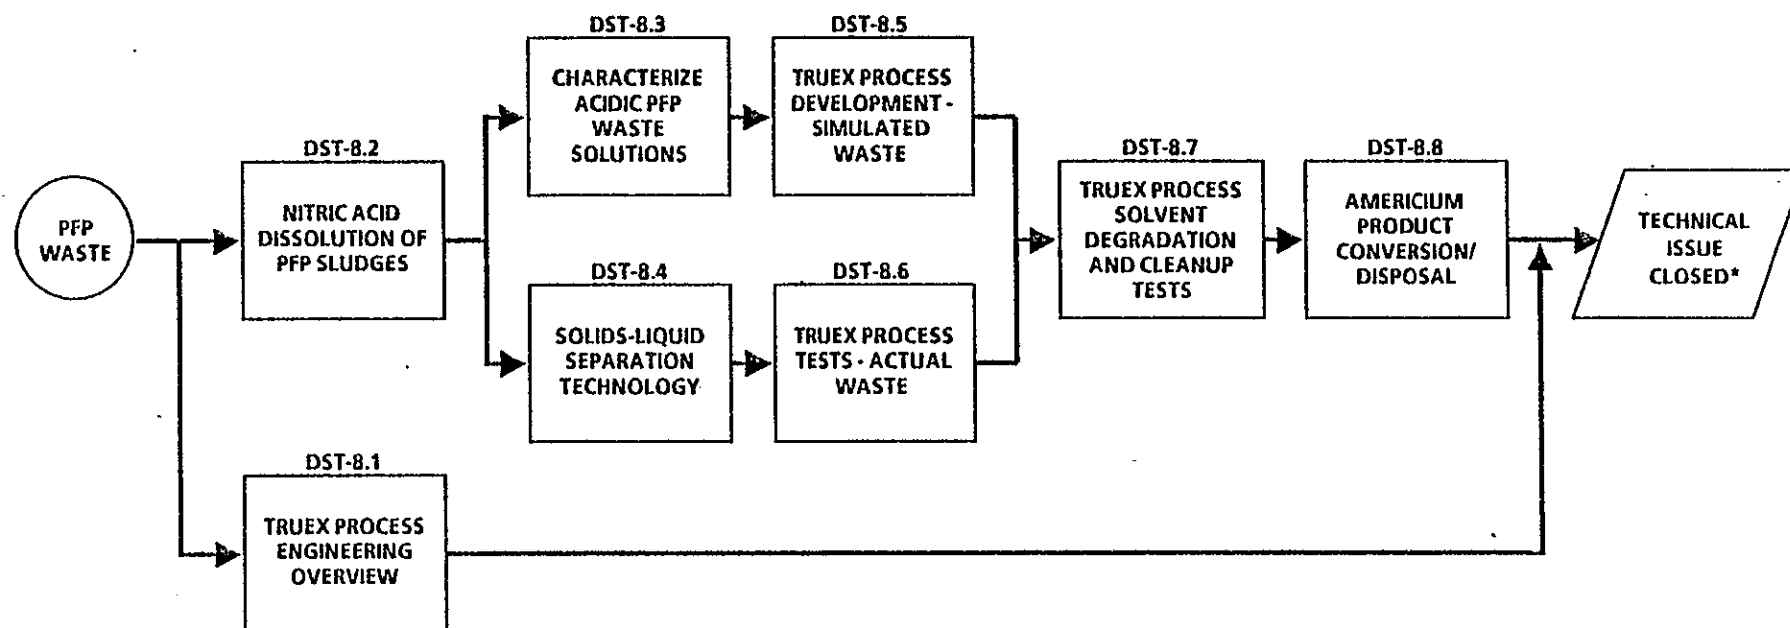 PFP
WASTE
DST-8.2
NITRIC ACID
DISSOLUTION OF
PFP SLUDGES
DST-8.3
CHARACTERIZE
ACIDIC PFP
WASTE
SOLUTIONS
DST-8.5
TRUEX PROCESS
DEVELOPMENT -
SIMULATED
WASTE
DST-8.4
SOLIDS-LIQUID
SEPARATION
TECHNOLOGY
DST-8.6
TRUEX PROCESS
TESTS - ACTUAL
WASTE
DST-8.7
TRUEX PROCESS
SOLVENT
DEGRADATION
AND CLEANUP
TESTS
DST-8.8
AMERICIUM
PRODUCT
CONVERSION/
DISPOSAL
TECHNICAL
ISSUE
CLOSED*
DST-8.1
TRUEX PROCESS
ENGINEERING
OVERVIEW